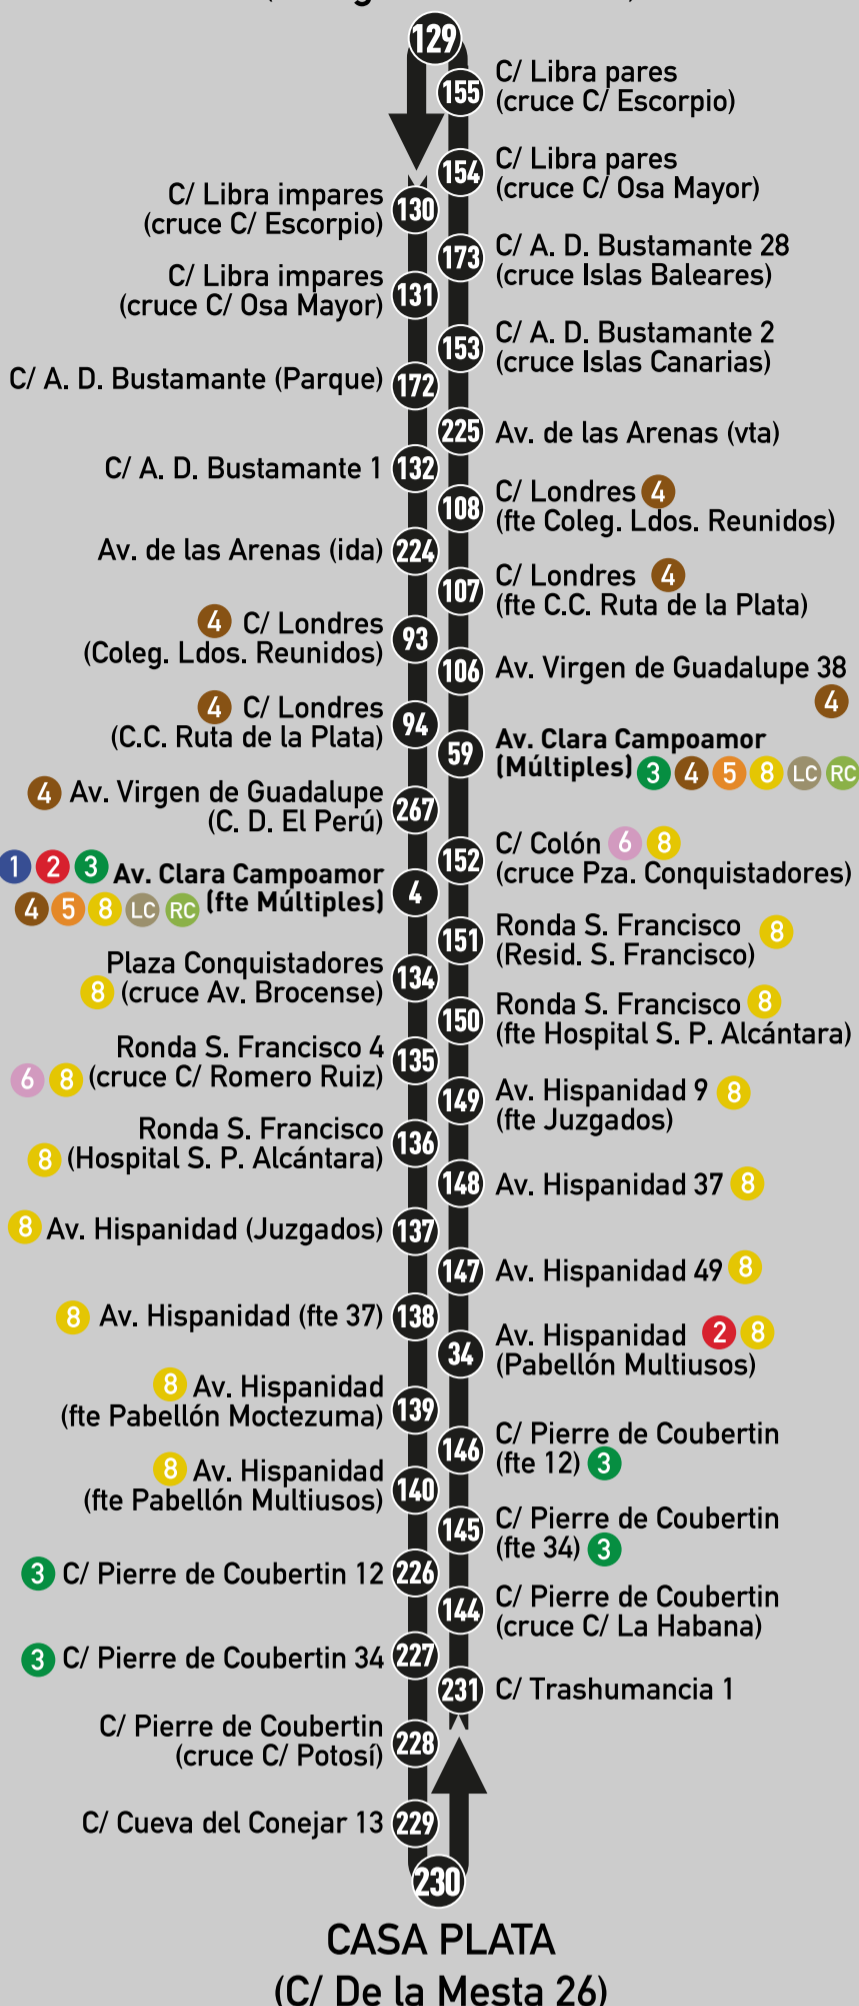 129
155 C/ Libra pares
(cruce C/ Escorpio)
154 C/ Libra pares
(cruce C/ Osa Mayor)
173 C/ A. D. Bustamante 28
(cruce Islas Baleares)
153 C/ A. D. Bustamante 2
(cruce Islas Canarias)
225 Av. de las Arenas (vta)
108 C/ Londres 4
(fte Coleg. Ldos. Reunidos)
107 C/ Londres 4
(fte C.C. Ruta de la Plata)
106 Av. Virgen de Guadalupe 38
4
59 Av. Clara Campoamor
(Múltiples) 3 4 5 8 LC RC
152 C/ Colón 6 8
(cruce Pza. Conquistadores)
151 Ronda S. Francisco 8
(Resid. S. Francisco)
150 Ronda S. Francisco 8
(fte Hospital S. P. Alcántara)
149 Av. Hispanidad 9 8
(fte Juzgados)
148 Av. Hispanidad 37 8
147 Av. Hispanidad 49 8
34 Av. Hispanidad 2 8
(Pabellón Multiusos)
146 C/ Pierre de Coubertin
(fte 12) 3
145 C/ Pierre de Coubertin
(fte 34) 3
144 C/ Pierre de Coubertin
(cruce C/ La Habana)
231 C/ Trashumancia 1
C/ Libra impares
(cruce C/ Escorpio) 130
C/ Libra impares
(cruce C/ Osa Mayor) 131
C/ A. D. Bustamante (Parque) 172
C/ A. D. Bustamante 1 132
Av. de las Arenas (ida) 224
4 C/ Londres
(Coleg. Ldos. Reunidos) 93
4 C/ Londres
(C.C. Ruta de la Plata) 94
4 Av. Virgen de Guadalupe
(C. D. El Perú) 267
1 2 3 Av. Clara Campoamor
4 5 8 LC RC (fte Múltiples) 4
Plaza Conquistadores
8 (cruce Av. Brocense) 134
Ronda S. Francisco 4
6 8 (cruce C/ Romero Ruiz) 135
Ronda S. Francisco
8 (Hospital S. P. Alcántara) 136
8 Av. Hispanidad (Juzgados) 137
8 Av. Hispanidad (fte 37) 138
8 Av. Hispanidad
(fte Pabellón Moctezuma) 139
8 Av. Hispanidad
(fte Pabellón Multiusos) 140
3 C/ Pierre de Coubertin 12 226
3 C/ Pierre de Coubertin 34 227
C/ Pierre de Coubertin
(cruce C/ Potosí) 228
C/ Cueva del Conejar 13 229
230
CASA PLATA
(C/ De la Mesta 26)